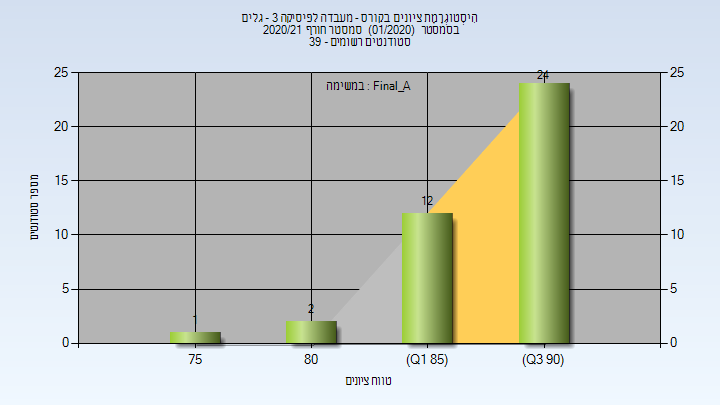 הִיסְטוֹגְרָמַת ציונים בקורס - מעבדה לפיסיקה 3 - גלים
בסמסטר (01/2020) סמסטר חורף 2020/21
סטודנטים רשומים - 39
במשימה : Final_A
25 25
20 20
15 15
10 10
5 5
0 0
1
2
12
24
75 80 (Q1 85) (Q3 90)
מספר סטודנטים
טווח ציונים